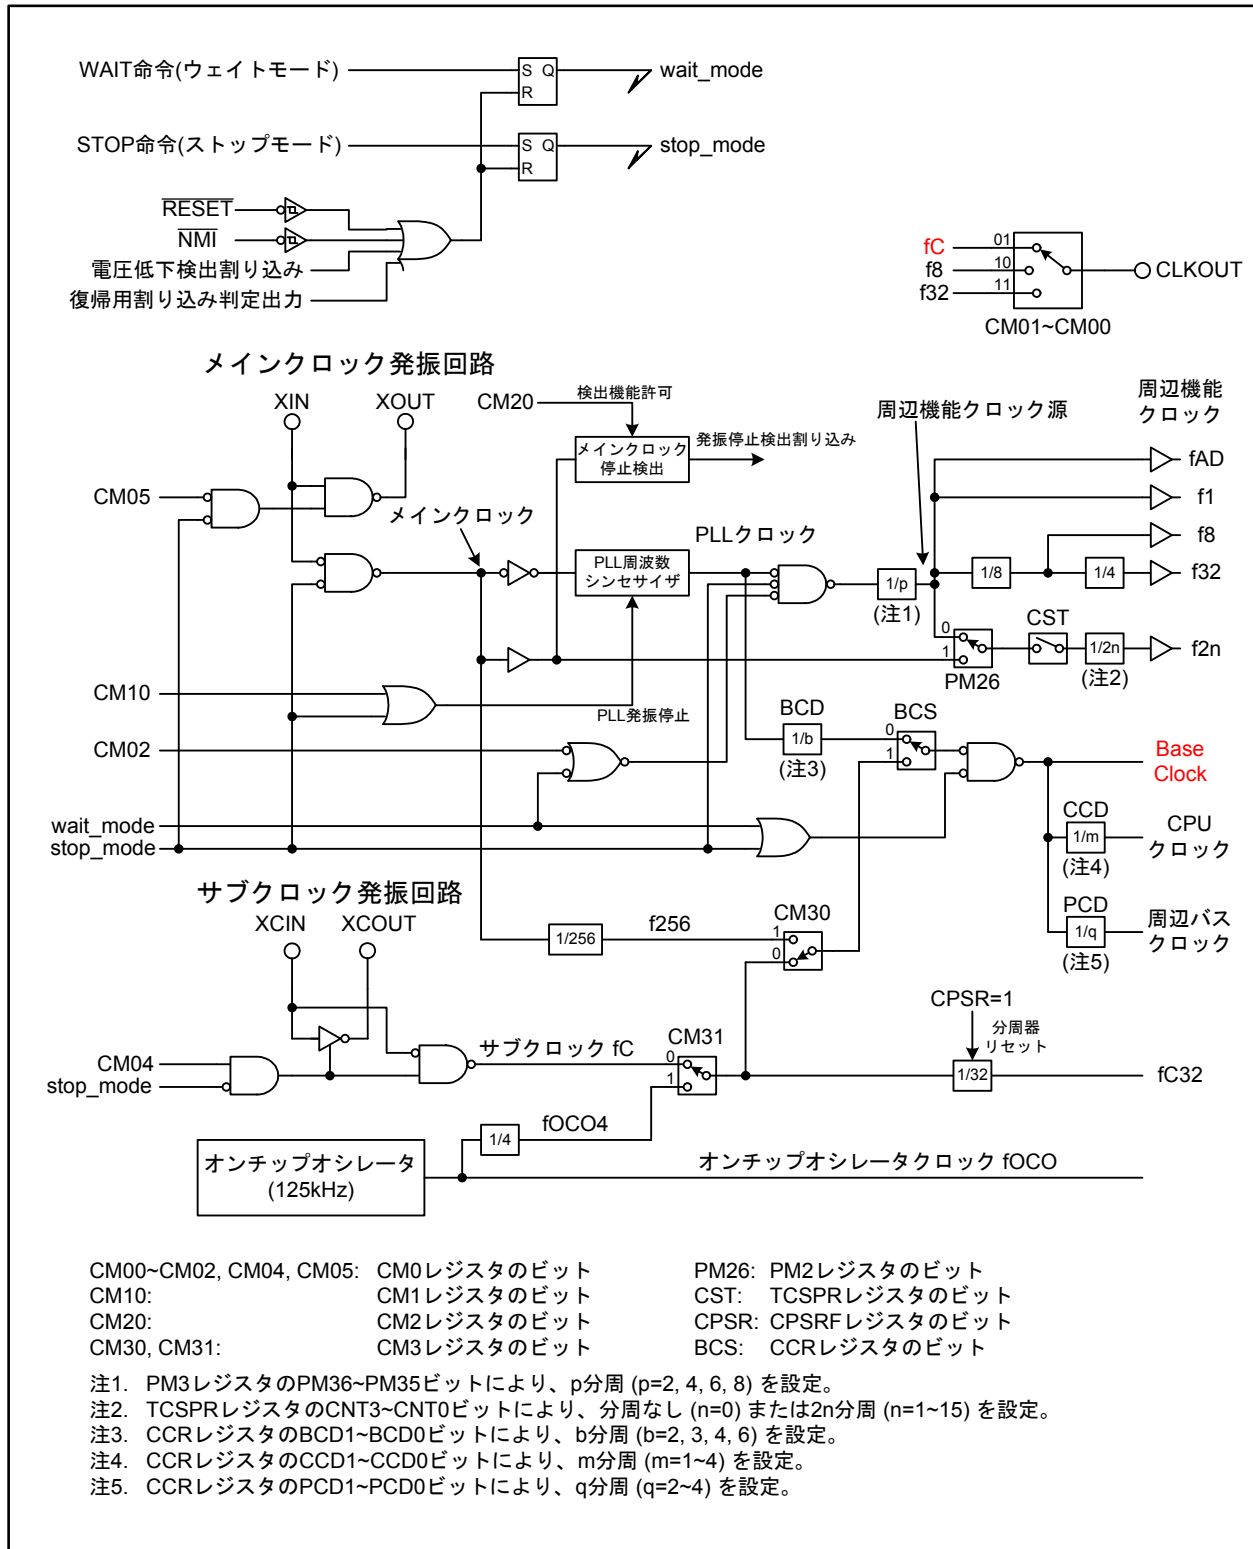 WAIT命令(ウェイトモード)
S Q
R
wait_mode
STOP命令(ストップモード)
S Q
R
stop_mode
RESET
NMI
電圧低下検出割り込み
復帰用割り込み判定出力
fC
f8
f32
01
10
11
CLKOUT
CM01~CM00
メインクロック発振回路
XIN
XOUT
CM20
検出機能許可
メインクロック
停止検出
発振停止検出割り込み
周辺機能クロック源
周辺機能
クロック
fAD
f1
f8
f32
f2n
CM05
メインクロック
PLL周波数
シンセサイザ
PLLクロック
1/p
(注1)
1/8
1/4
0
1
PM26
CST
1/2n
(注2)
CM10
PLL発振停止
CM02
BCD
1/b
(注3)
BCS
0
1
Base
Clock
wait_mode
stop_mode
CCD
1/m
(注4)
CPU
クロック
PCD
1/q
(注5)
周辺バス
クロック
サブクロック発振回路
XCIN
XCOUT
1/256
f256
CM30
1
0
CPSR=1
分周器
リセット
CM04
stop_mode
サブクロック fC
CM31
0
1
1/32
fC32
1/4
fOCO4
オンチップオシレータ
(125kHz)
オンチップオシレータクロック fOCO
CM00~CM02, CM04, CM05: CM0レジスタのビット
PM26: PM2レジスタのビット
CM10: CM1レジスタのビット
CST: TCSPRレジスタのビット
CM20: CM2レジスタのビット
CPSR: CPSRFレジスタのビット
CM30, CM31: CM3レジスタのビット
BCS: CCRレジスタのビット
注1. PM3レジスタのPM36~PM35ビットにより、p分周 (p=2, 4, 6, 8) を設定。
注2. TCSPRレジスタのCNT3~CNT0ビットにより、分周なし (n=0) または2n分周 (n=1~15) を設定。
注3. CCRレジスタのBCD1~BCD0ビットにより、b分周 (b=2, 3, 4, 6) を設定。
注4. CCRレジスタのCCD1~CCD0ビットにより、m分周 (m=1~4) を設定。
注5. CCRレジスタのPCD1~PCD0ビットにより、q分周 (q=2~4) を設定。